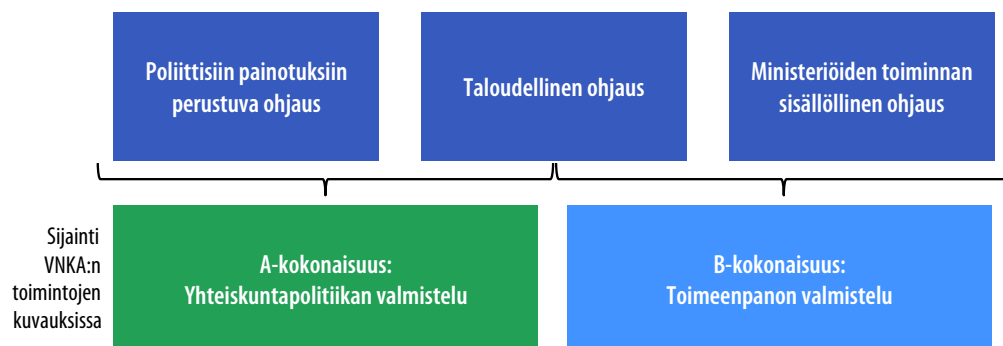 Poliittisiin painotuksiin
perustuva ohjaus
Taloudellinen ohjaus
Ministeriöiden toiminnan
sisällöllinen ohjaus
Sijainti
VNKA:n
toimintojen
kuvauksissa
A-kokonaisuus:
Yhteiskuntapolitiikan valmistelu
B-kokonaisuus:
Toimeenpanon valmistelu